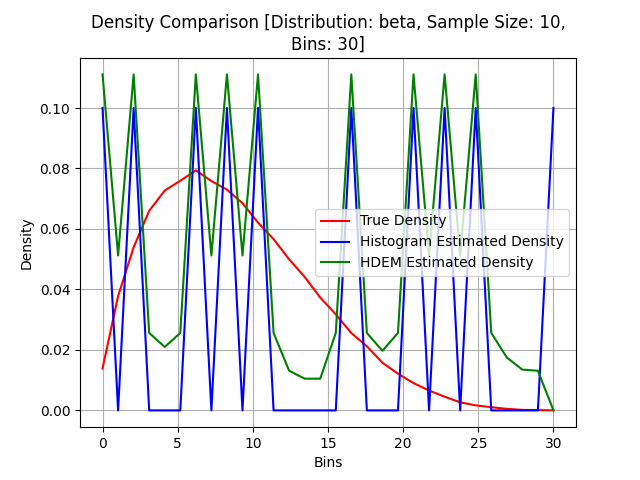 Density Comparison [Distribution: beta, Sample Size: 10,
Bins: 30]
Density
0.10
0.08
0.06
0.04
0.02
0.00
True Density
Histogram Estimated Density
HDEM Estimated Density
0 5 10 15 20 25 30
Bins